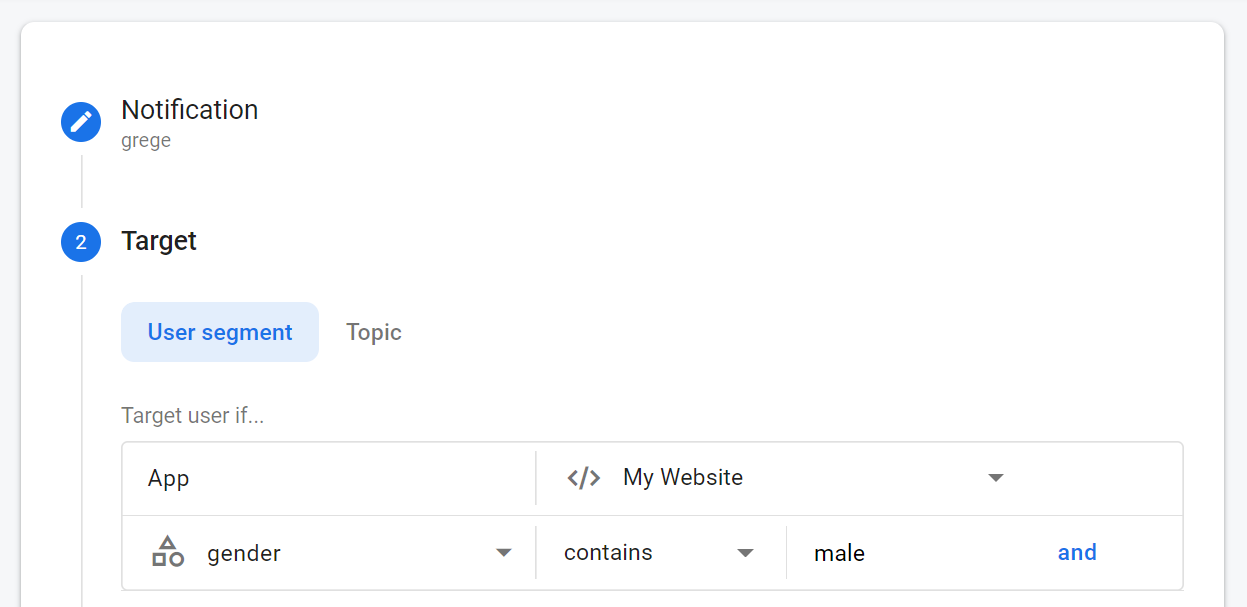 Notification
grege
2
Target
User segment Topic
Target user if...
App </> My Website
gender contains male and